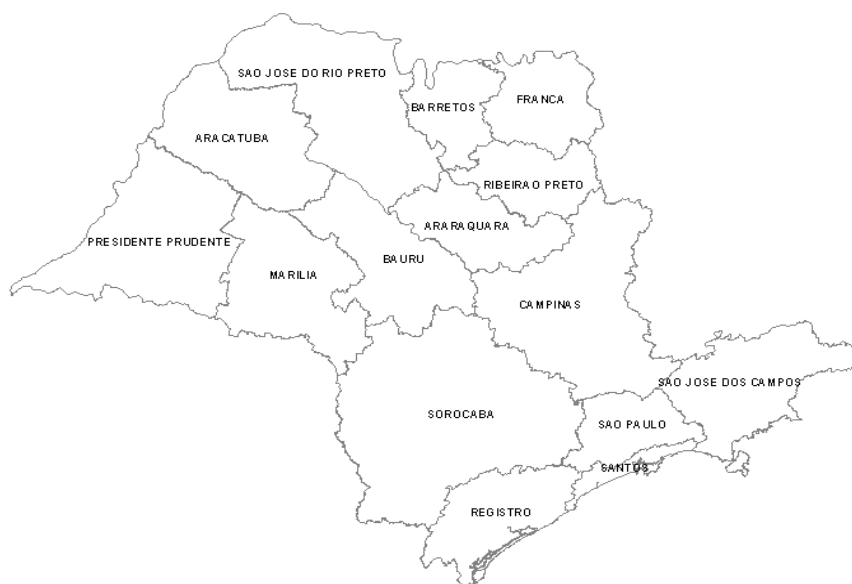 SAO JOSE DO RIO PRETO
FRANCA
BARRETOS
ARACATUBA
RIBEIRAO PRETO
ARARAQUARA
PRESIDENTE PRUDENTE
BAURU
MARILIA
CAMPINAS
SAO JOSE DOS CAMPOS
SOROCABA
SAO PAULO
SANTOS
REGISTRO